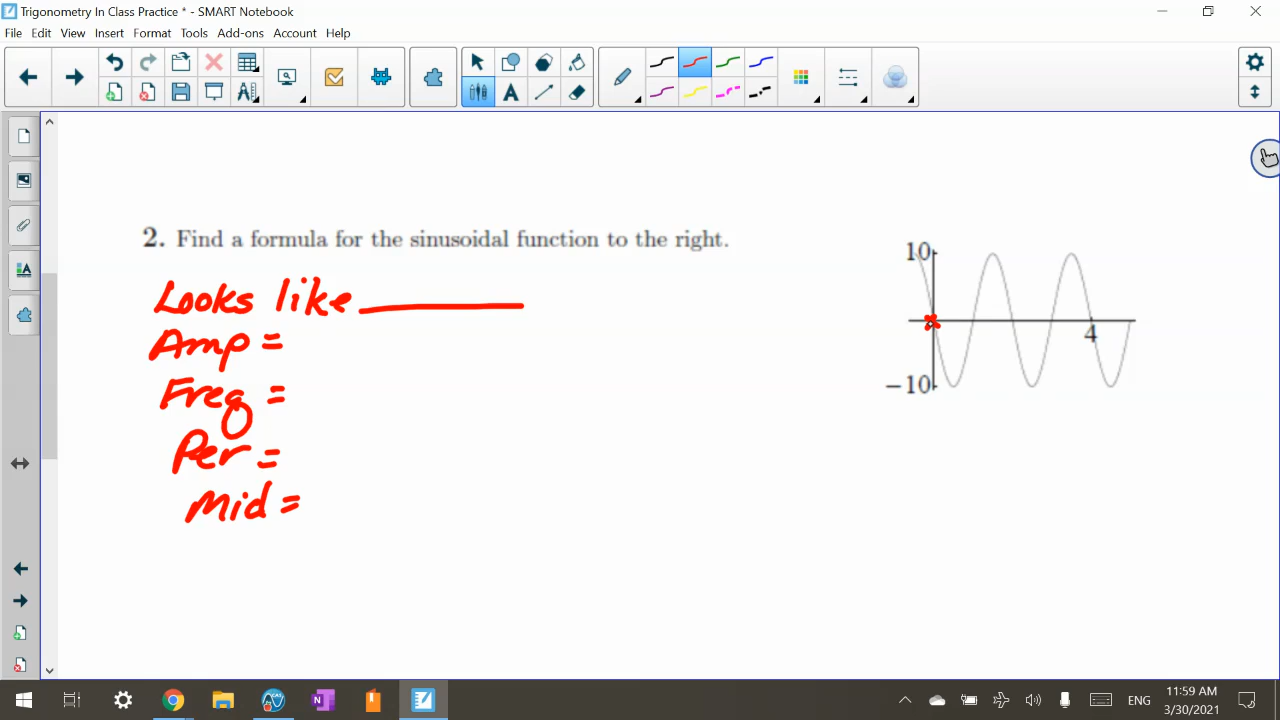 Trigonometry In Class Practice * - SMART Notebook
File Edit View Insert Format Tools Add-ons Account Help
2. Find a formula for the sinusoidal function to the right.
Looks like
Amp =
Freq =
Per =
Mid =
10
4
-10
ENG
11:59 AM
3/30/2021